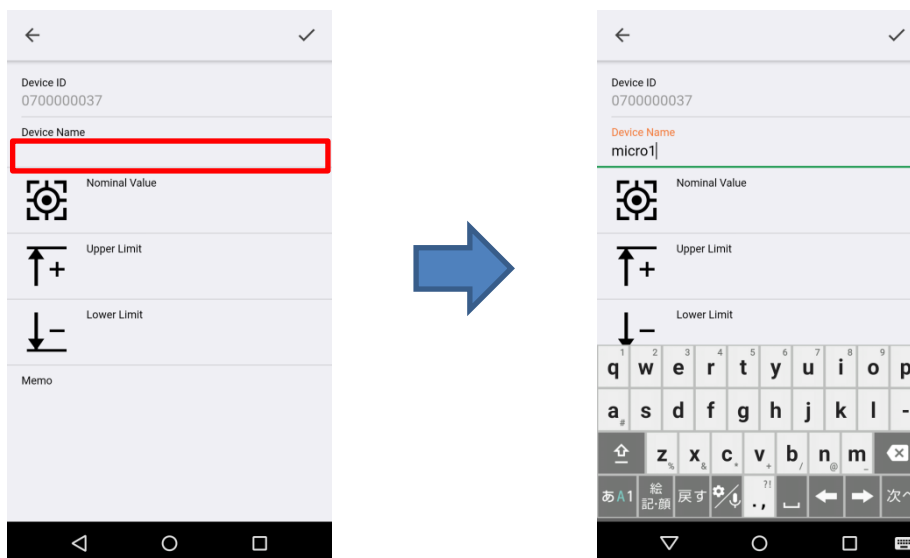 Device ID
0700000037
Device Name
Nominal Value
Upper Limit
+
Lower Limit
−
Memo
Device ID
0700000037
Device Name
micro1
Nominal Value
Upper Limit
+
Lower Limit
−
1 2 3 4 5 6 7 8 9
q w e r t y u i o p
a s d f g h j k l -
#
z x c v b n m
% & * + / @ _
あA1 絵記·顔 戻す ., ?! 次へ